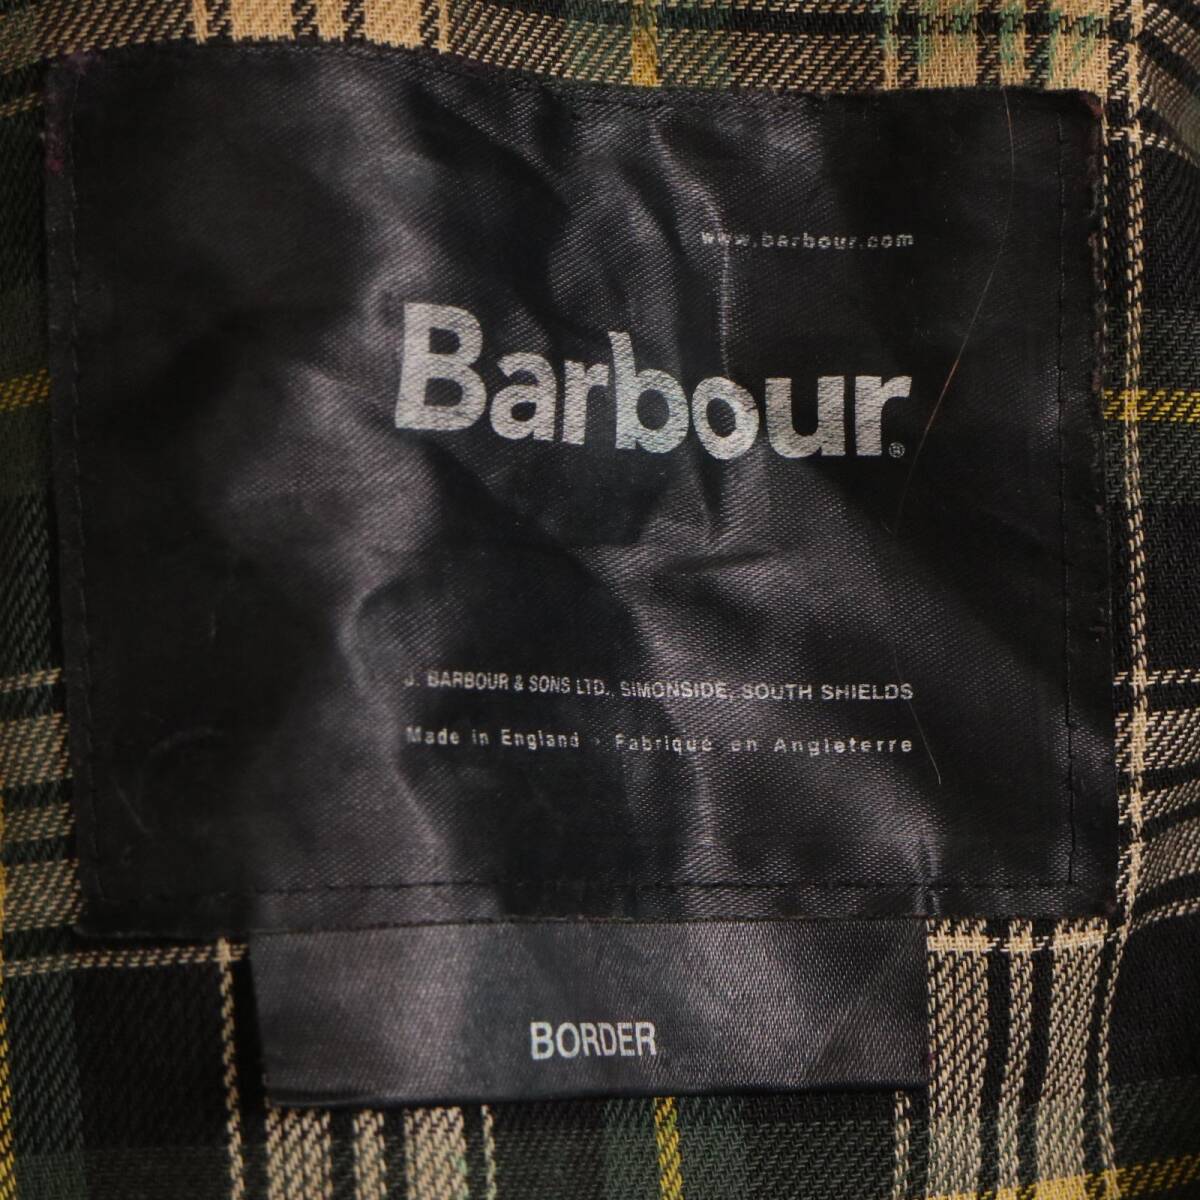 www.barbour.com
Barbour®
J. BARBOUR & SONS LTD., SIMONSIDE, SOUTH SHIELDS
Made in England · Fabriqué en Angleterre
BORDER